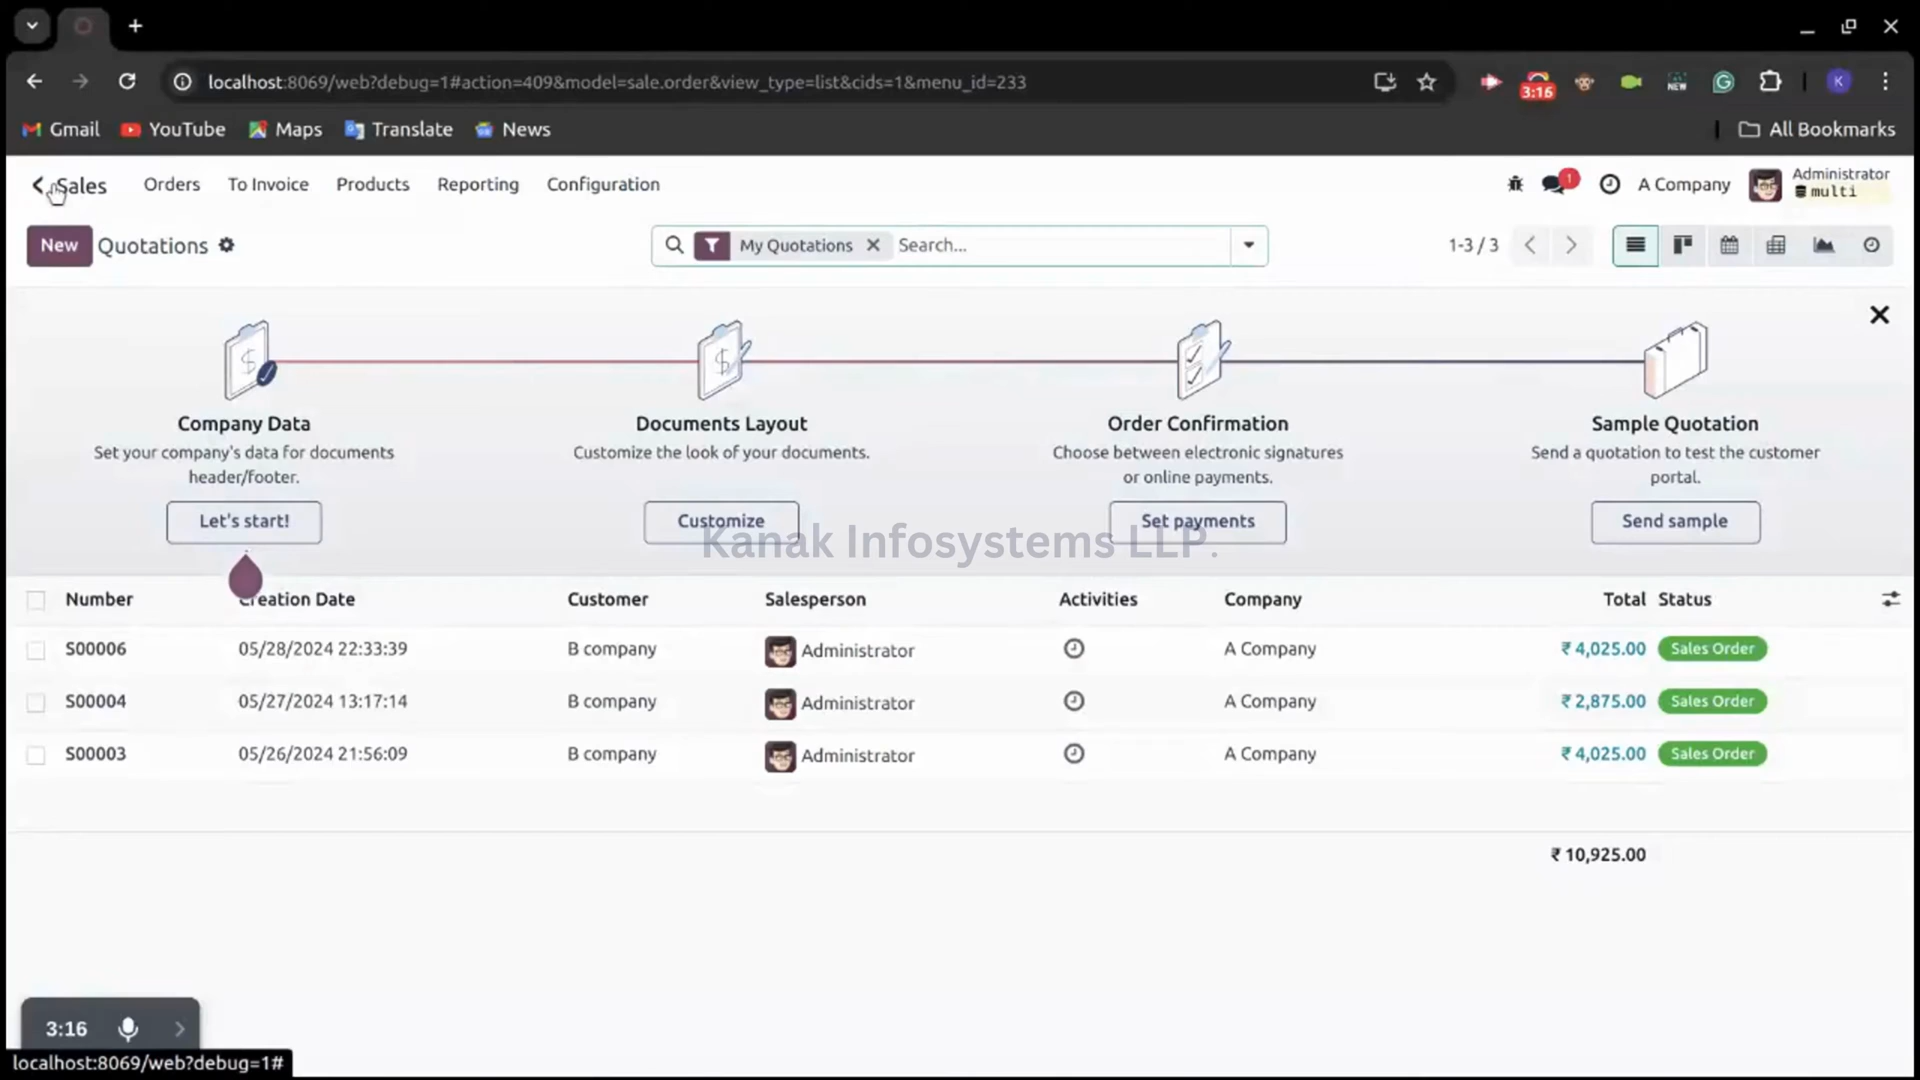 localhost:8069/web?debug=1#action=409&model=sale.order&view_type=list&cids=1&menu_id=233
3:16
NEW
K
Gmail YouTube Maps Translate News All Bookmarks
Sales Orders To Invoice Products Reporting Configuration
1 A Company Administrator
multi
New Quotations My Quotations Search... 1-3 / 3
Company Data Documents Layout Order Confirmation Sample Quotation
Set your company's data for documents Customize the look of your documents. Choose between electronic signatures Send a quotation to test the customer
header/footer. or online payments. portal.
Let's start! Customize Set payments Send sample
Kanak Infosystems LLP.
Number Creation Date Customer Salesperson Activities Company Total Status
S00006 05/28/2024 22:33:39 B company Administrator A Company ₹ 4,025.00 Sales Order
S00004 05/27/2024 13:17:14 B company Administrator A Company ₹ 2,875.00 Sales Order
S00003 05/26/2024 21:56:09 B company Administrator A Company ₹ 4,025.00 Sales Order
₹ 10,925.00
3:16
localhost:8069/web?debug=1#